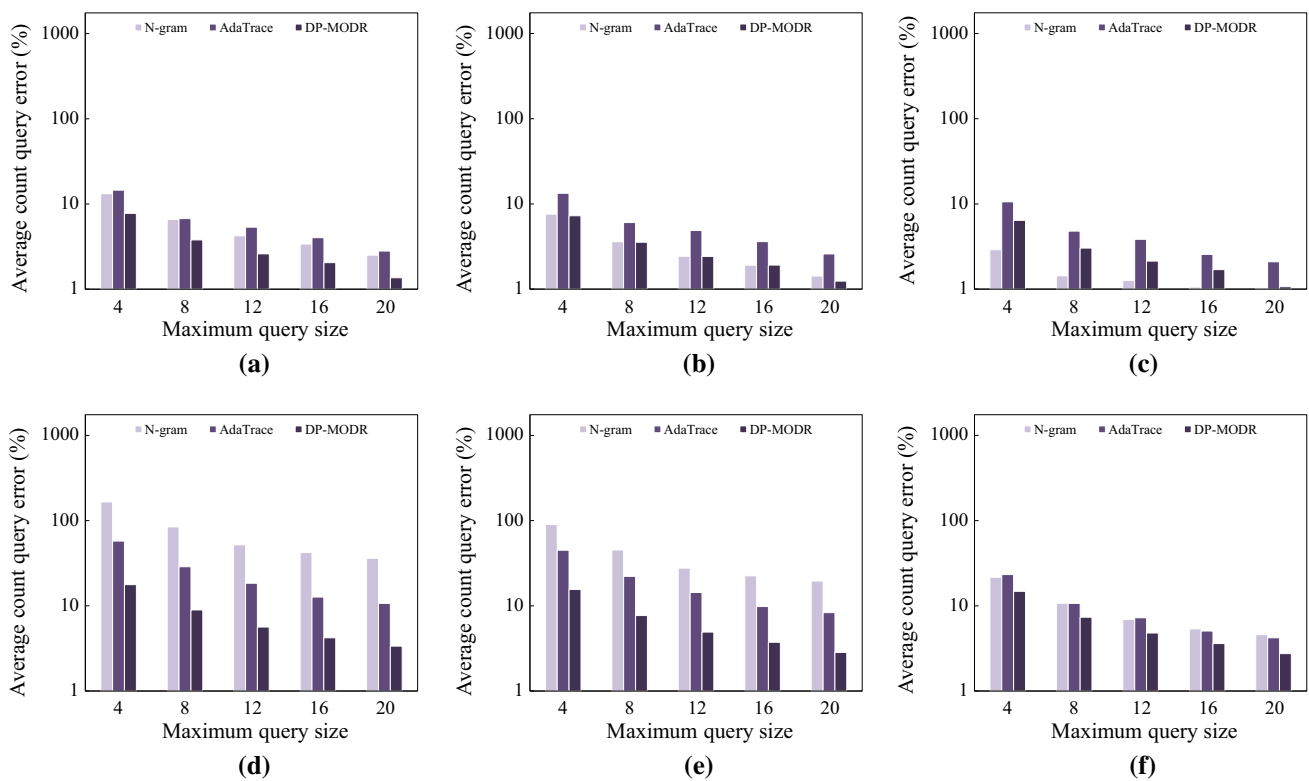 Average count query error (%)
N-gram AdaTrace DP-MODR
1000
100
10
1
4 8 12 16 20
Maximum query size
(a)
Average count query error (%)
N-gram AdaTrace DP-MODR
1000
100
10
1
4 8 12 16 20
Maximum query size
(b)
Average count query error (%)
N-gram AdaTrace DP-MODR
1000
100
10
1
4 8 12 16 20
Maximum query size
(c)
Average count query error (%)
N-gram AdaTrace DP-MODR
1000
100
10
1
4 8 12 16 20
Maximum query size
(d)
Average count query error (%)
N-gram AdaTrace DP-MODR
1000
100
10
1
4 8 12 16 20
Maximum query size
(e)
Average count query error (%)
N-gram AdaTrace DP-MODR
1000
100
10
1
4 8 12 16 20
Maximum query size
(f)